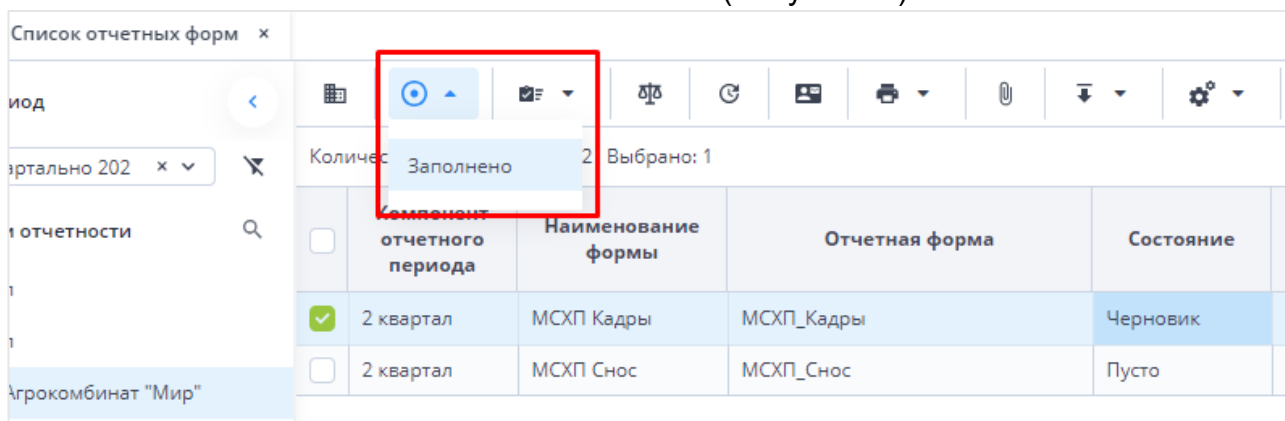 Список отчетных форм ×
иод
артально 202 ×
Количес 2 Выбрано: 1
Заполнено
и отчетности
Компонент отчетного периода
Наименование формы
Отчетная форма
Состояние
2 квартал МСХП Кадры МСХП_Кадры Черновик
2 квартал МСХП Снос МСХП_Снос Пусто
Агрокомбинат "Мир"